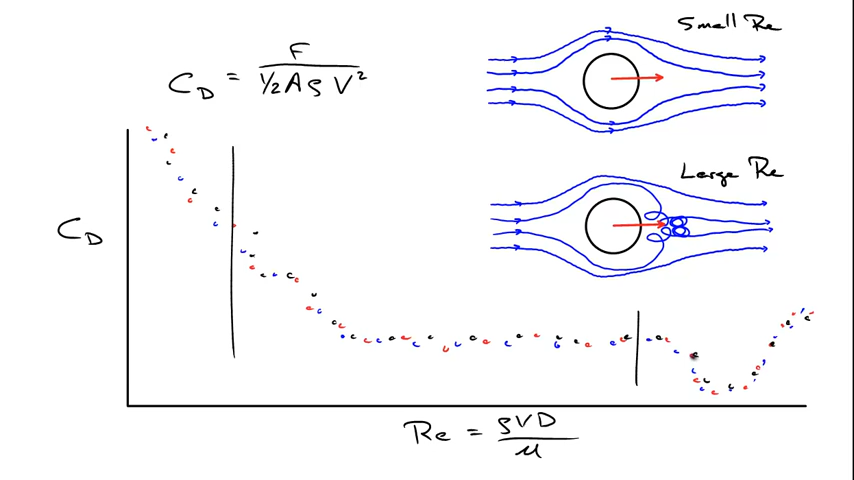 Small Re
C_D = F / ½ A ρ V²
Large Re
C_D
Re = ρVD / μ